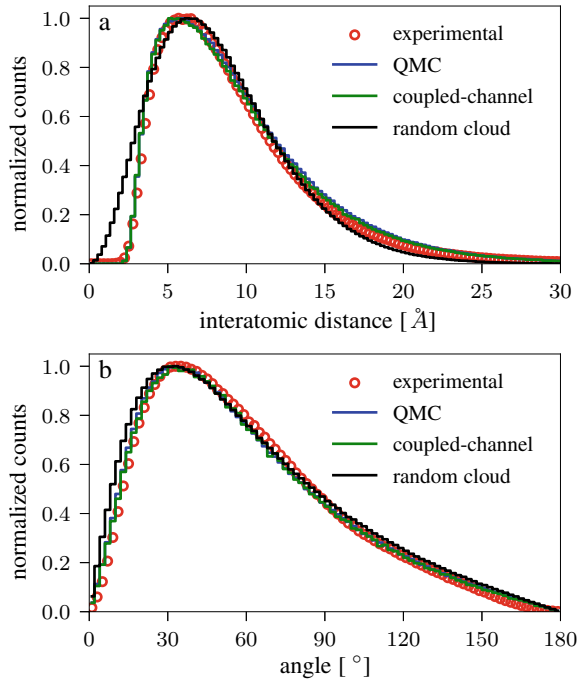 a
experimental
QMC
coupled-channel
random cloud
normalized counts
1.0
0.8
0.6
0.4
0.2
0.0
0 5 10 15 20 25 30
interatomic distance [Å]
b
experimental
QMC
coupled-channel
random cloud
normalized counts
1.0
0.8
0.6
0.4
0.2
0.0
0 30 60 90 120 150 180
angle [°]